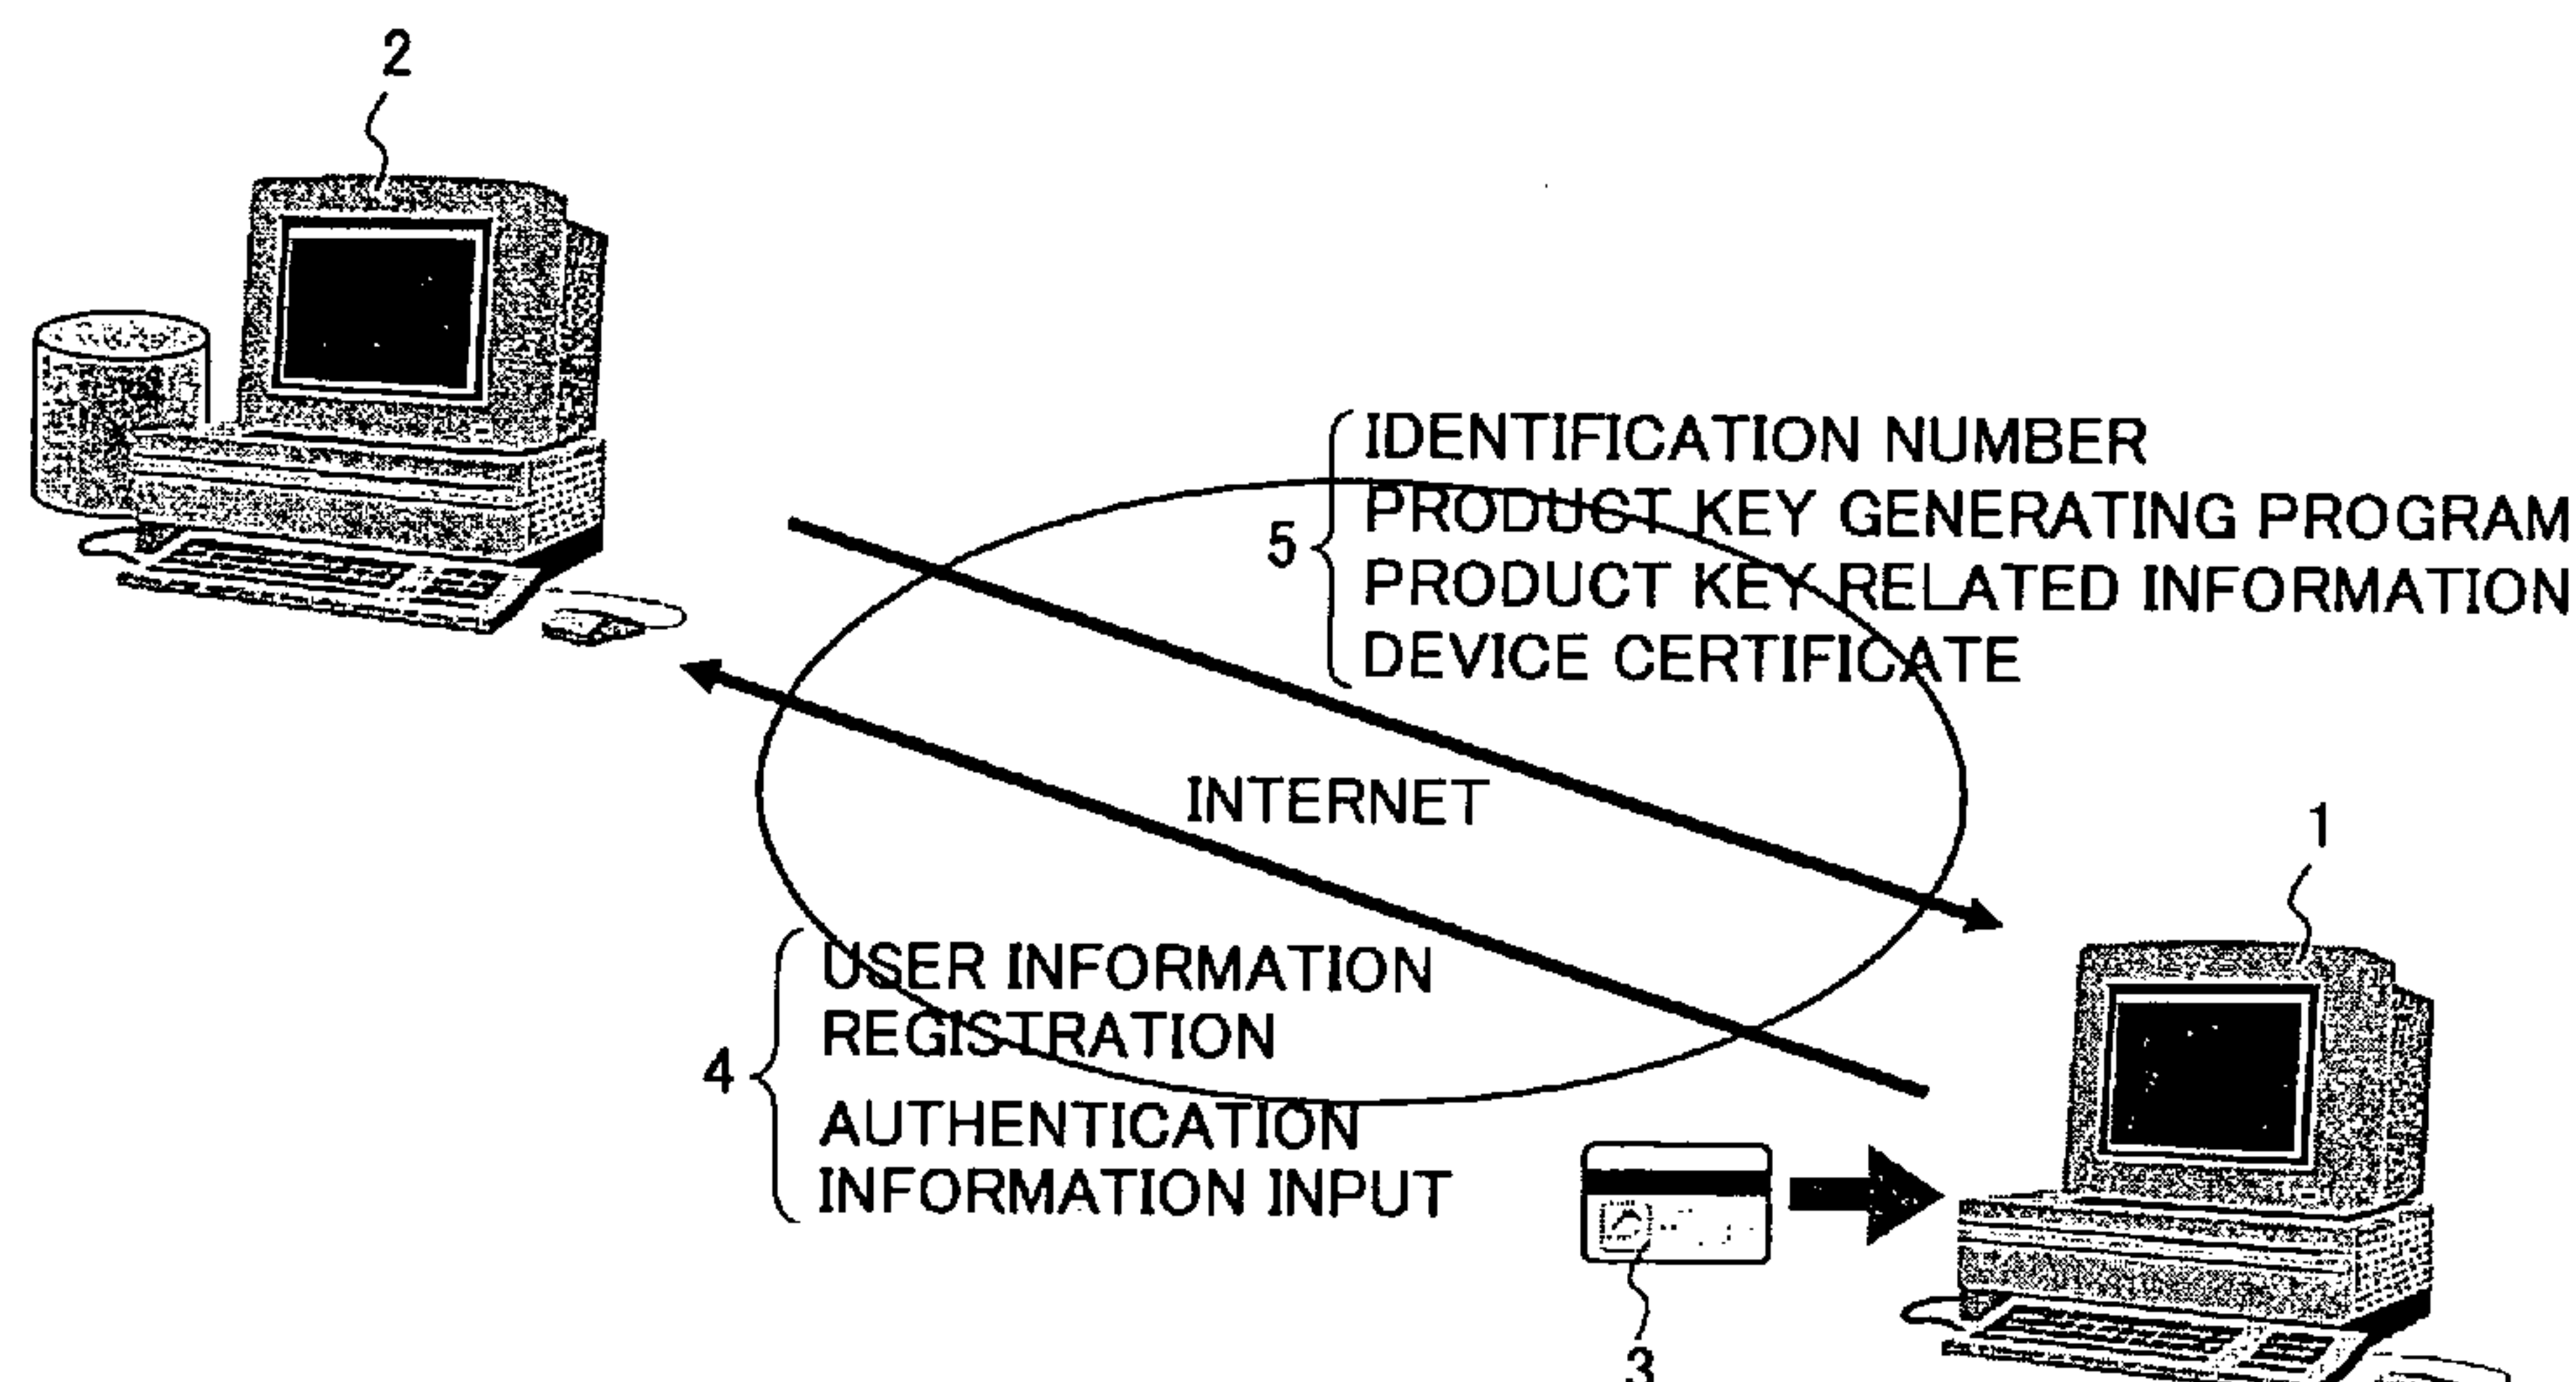 2
IDENTIFICATION NUMBER
PRODUCT KEY GENERATING PROGRAM
5
PRODUCT KEY RELATED INFORMATION
DEVICE CERTIFICATE
INTERNET
1
USER INFORMATION
REGISTRATION
4
AUTHENTICATION
INFORMATION INPUT
3